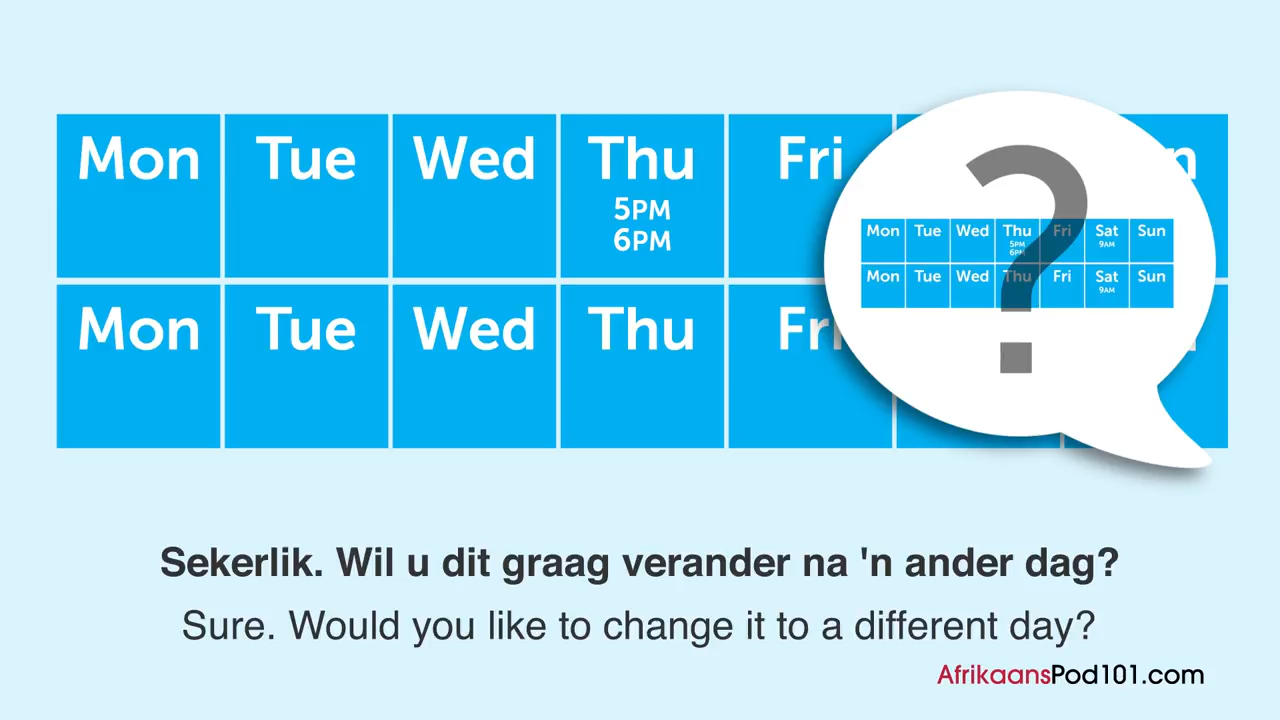 Mon Tue Wed Thu Fri
5PM
6PM
Mon Tue Wed Thu Fri
Mon Tue Wed Thu Fri Sat Sun
5PM 9AM
6PM
Mon Tue Wed Thu Fri Sat Sun
9AM
Sekerlik. Wil u dit graag verander na 'n ander dag?
Sure. Would you like to change it to a different day?
AfrikaansPod101.com